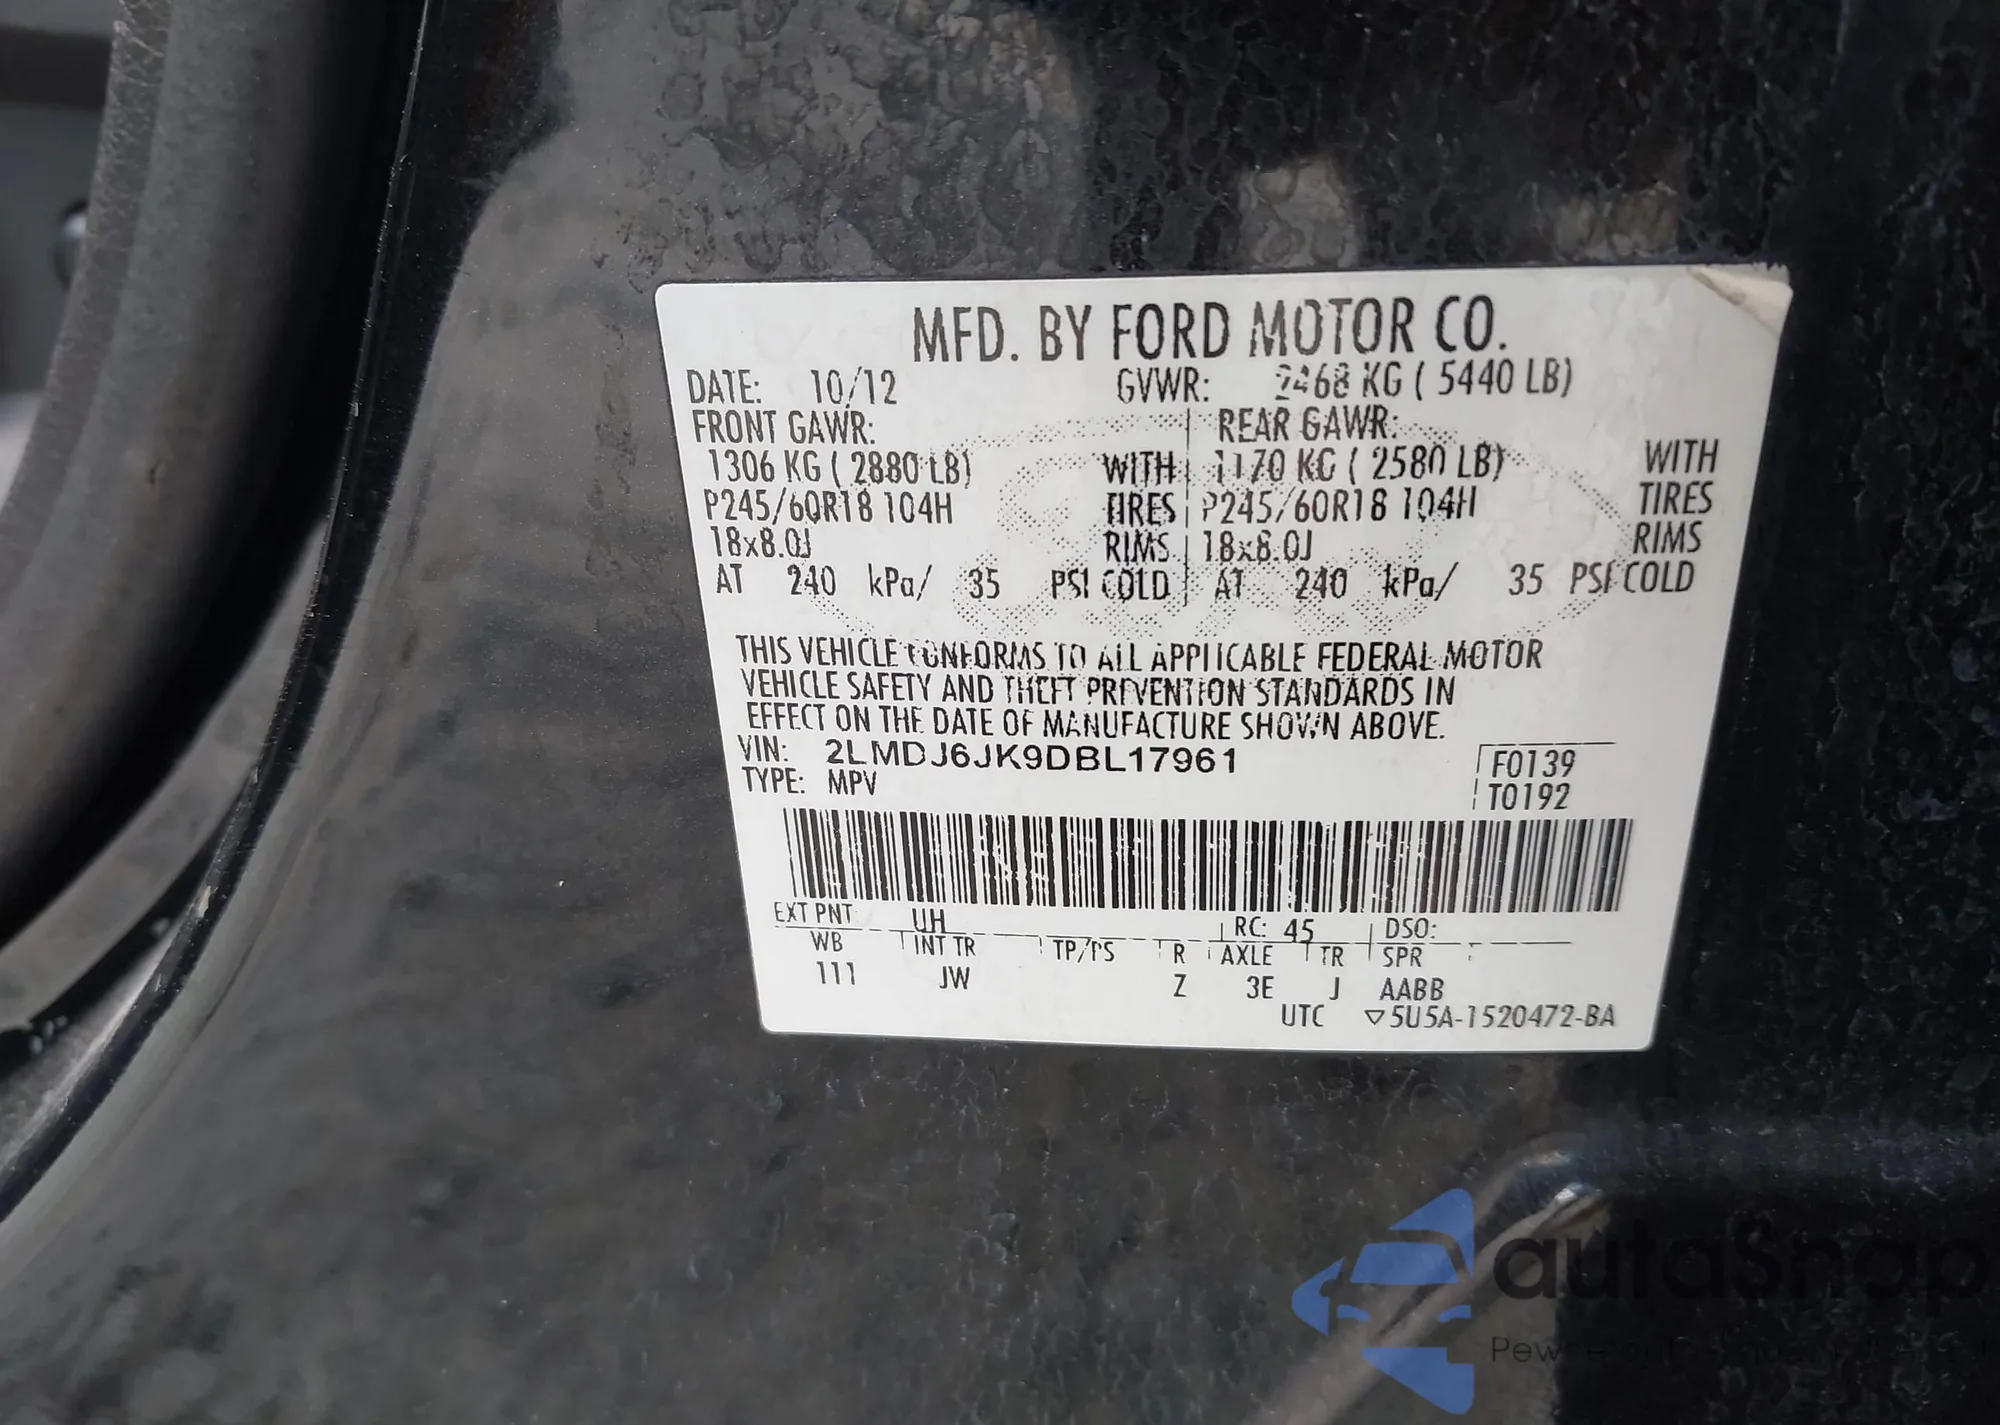 MFD. BY FORD MOTOR CO.
DATE: 10/12 GVWR: 2468 KG ( 5440 LB)
FRONT GAWR: REAR GAWR:
1306 KG ( 2880 LB) WITH 1170 KG ( 2580 LB) WITH
P245/60R18 104H TIRES P245/60R18 104H TIRES
18x8.0J RIMS 18x8.0J RIMS
AT 240 kPa/ 35 PSI COLD AT 240 kPa/ 35 PSI COLD
THIS VEHICLE CONFORMS TO ALL APPLICABLE FEDERAL MOTOR
VEHICLE SAFETY AND THEFT PREVENTION STANDARDS IN
EFFECT ON THE DATE OF MANUFACTURE SHOWN ABOVE.
VIN: 2LMDJ6JK9DBL17961 F0139
TYPE: MPV T0192
EXT PNT: UH RC: 45 DSO:
WB INT TR TP/PS R AXLE TR SPR
111 JW Z 3E J AABB
UTC ▽5U5A-1520472-BA
autaSnap